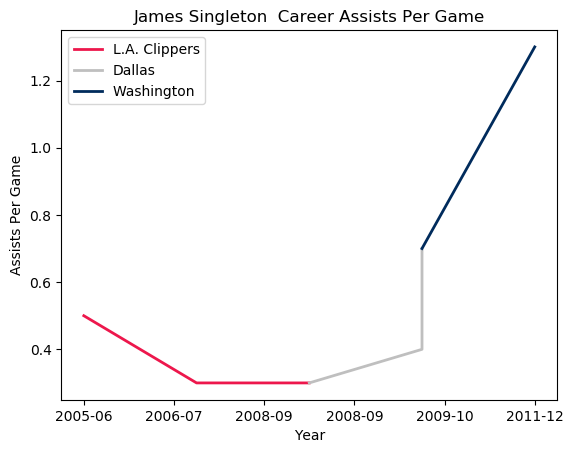 James Singleton  Career Assists Per Game
L.A. Clippers
Dallas
Washington
Assists Per Game
1.2
1.0
0.8
0.6
0.4
2005-06 2006-07 2008-09 2008-09 2009-10 2011-12
Year